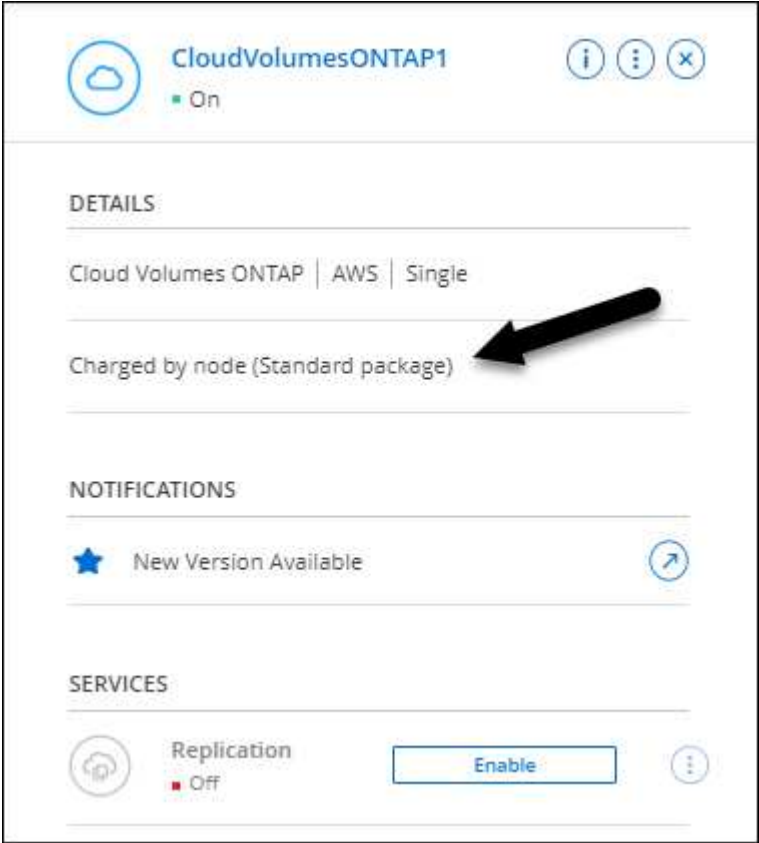 CloudVolumesONTAP1
On
DETAILS
Cloud Volumes ONTAP | AWS | Single
Charged by node (Standard package)
NOTIFICATIONS
New Version Available
SERVICES
Replication
Off
Enable